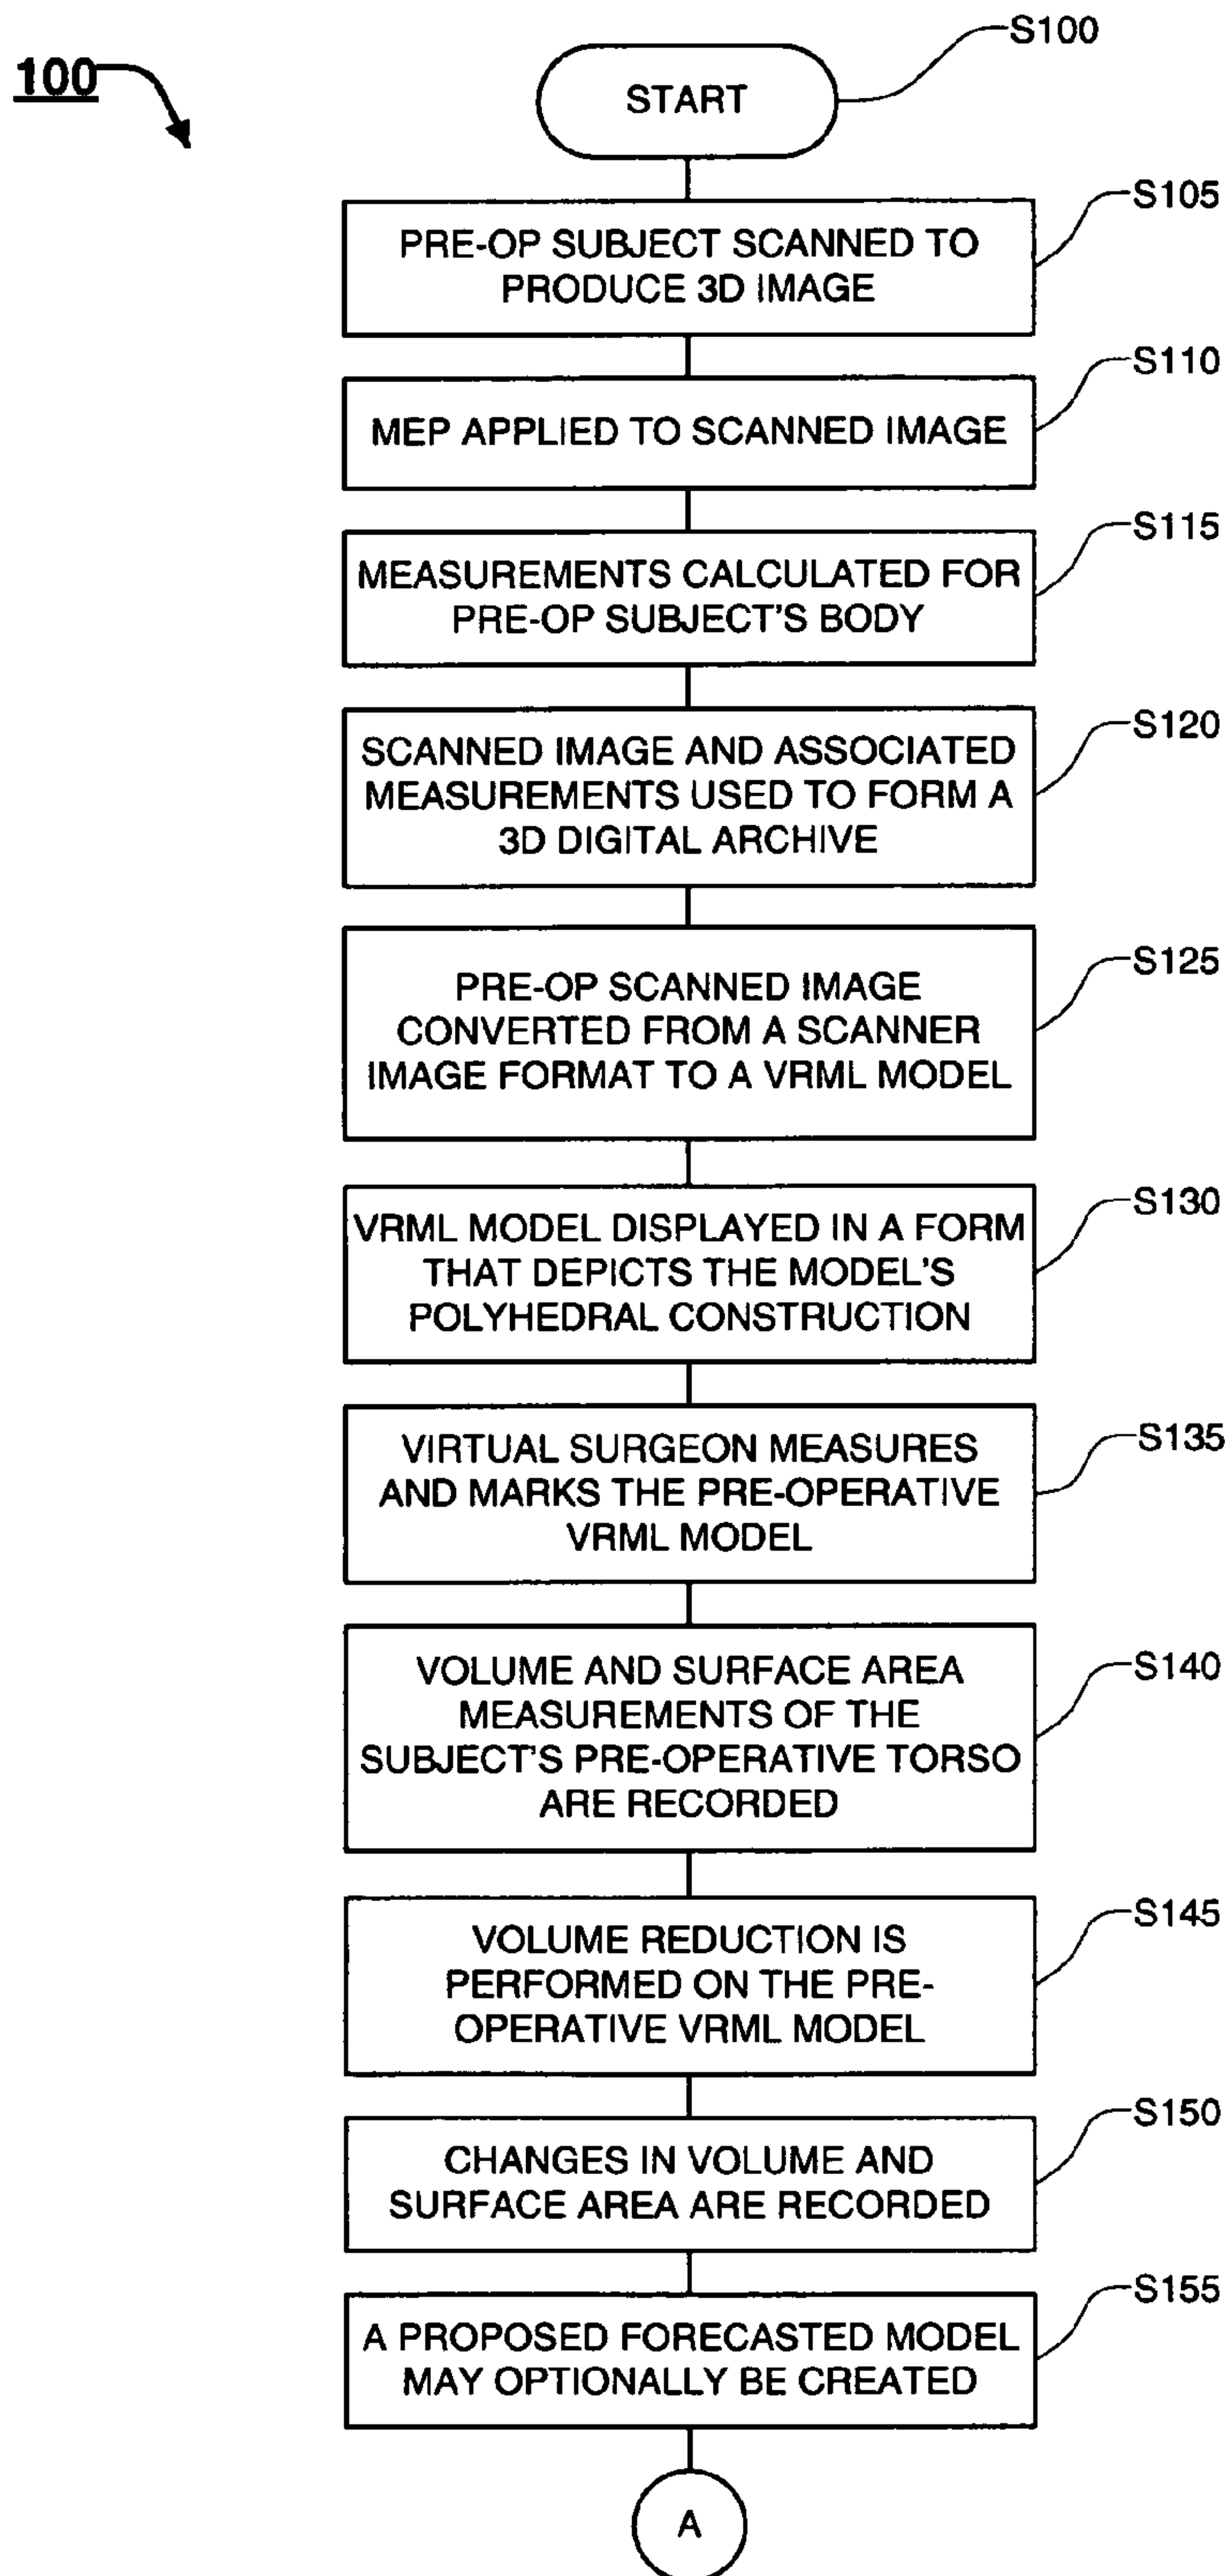 100
S100
START
S105
PRE-OP SUBJECT SCANNED TO
PRODUCE 3D IMAGE
S110
MEP APPLIED TO SCANNED IMAGE
S115
MEASUREMENTS CALCULATED FOR
PRE-OP SUBJECT'S BODY
S120
SCANNED IMAGE AND ASSOCIATED
MEASUREMENTS USED TO FORM A
3D DIGITAL ARCHIVE
S125
PRE-OP SCANNED IMAGE
CONVERTED FROM A SCANNER
IMAGE FORMAT TO A VRML MODEL
S130
VRML MODEL DISPLAYED IN A FORM
THAT DEPICTS THE MODEL'S
POLYHEDRAL CONSTRUCTION
S135
VIRTUAL SURGEON MEASURES
AND MARKS THE PRE-OPERATIVE
VRML MODEL
S140
VOLUME AND SURFACE AREA
MEASUREMENTS OF THE
SUBJECT'S PRE-OPERATIVE TORSO
ARE RECORDED
S145
VOLUME REDUCTION IS
PERFORMED ON THE PRE-
OPERATIVE VRML MODEL
S150
CHANGES IN VOLUME AND
SURFACE AREA ARE RECORDED
S155
A PROPOSED FORECASTED MODEL
MAY OPTIONALLY BE CREATED
A